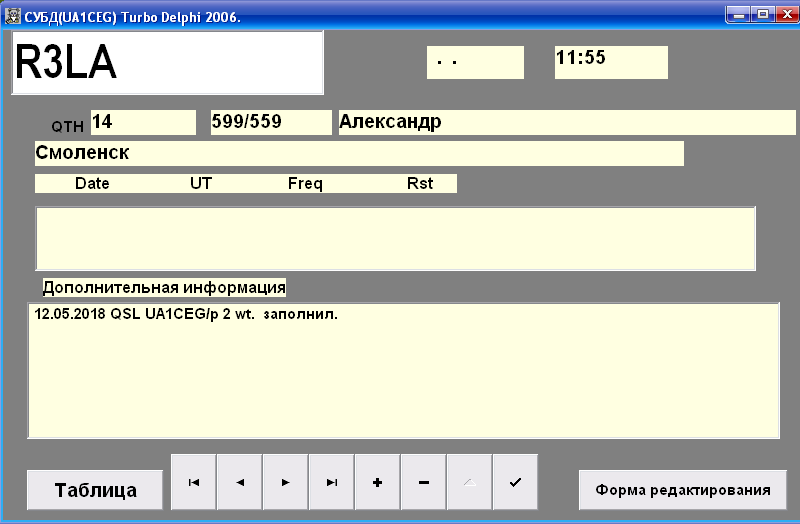 СУБД(UA1CEG) Turbo Delphi 2006.
R3LA
. . 11:55
QTH 14 599/559 Александр
Смоленск
Date UT Freq Rst
Дополнительная информация
12.05.2018 QSL UA1CEG/p 2 wt. заполнил.
Таблица Форма редактирования